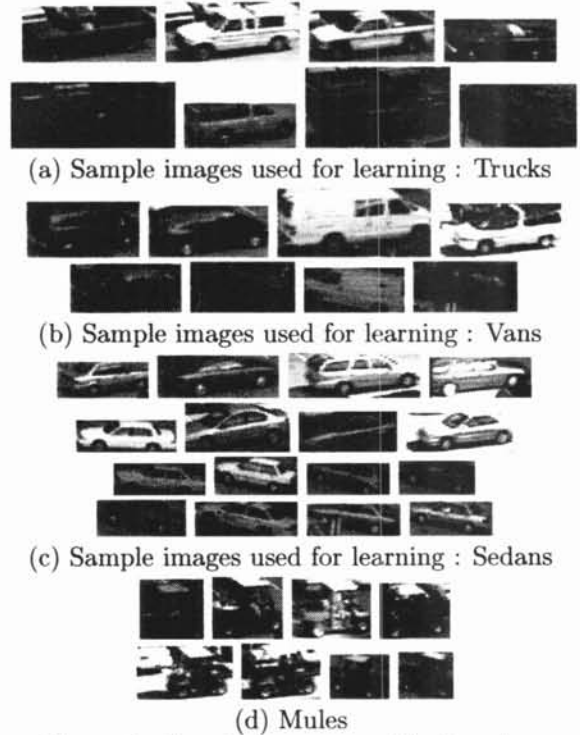 (a) Sample images used for learning : Trucks
(b) Sample images used for learning : Vans
(c) Sample images used for learning : Sedans
(d) Mules